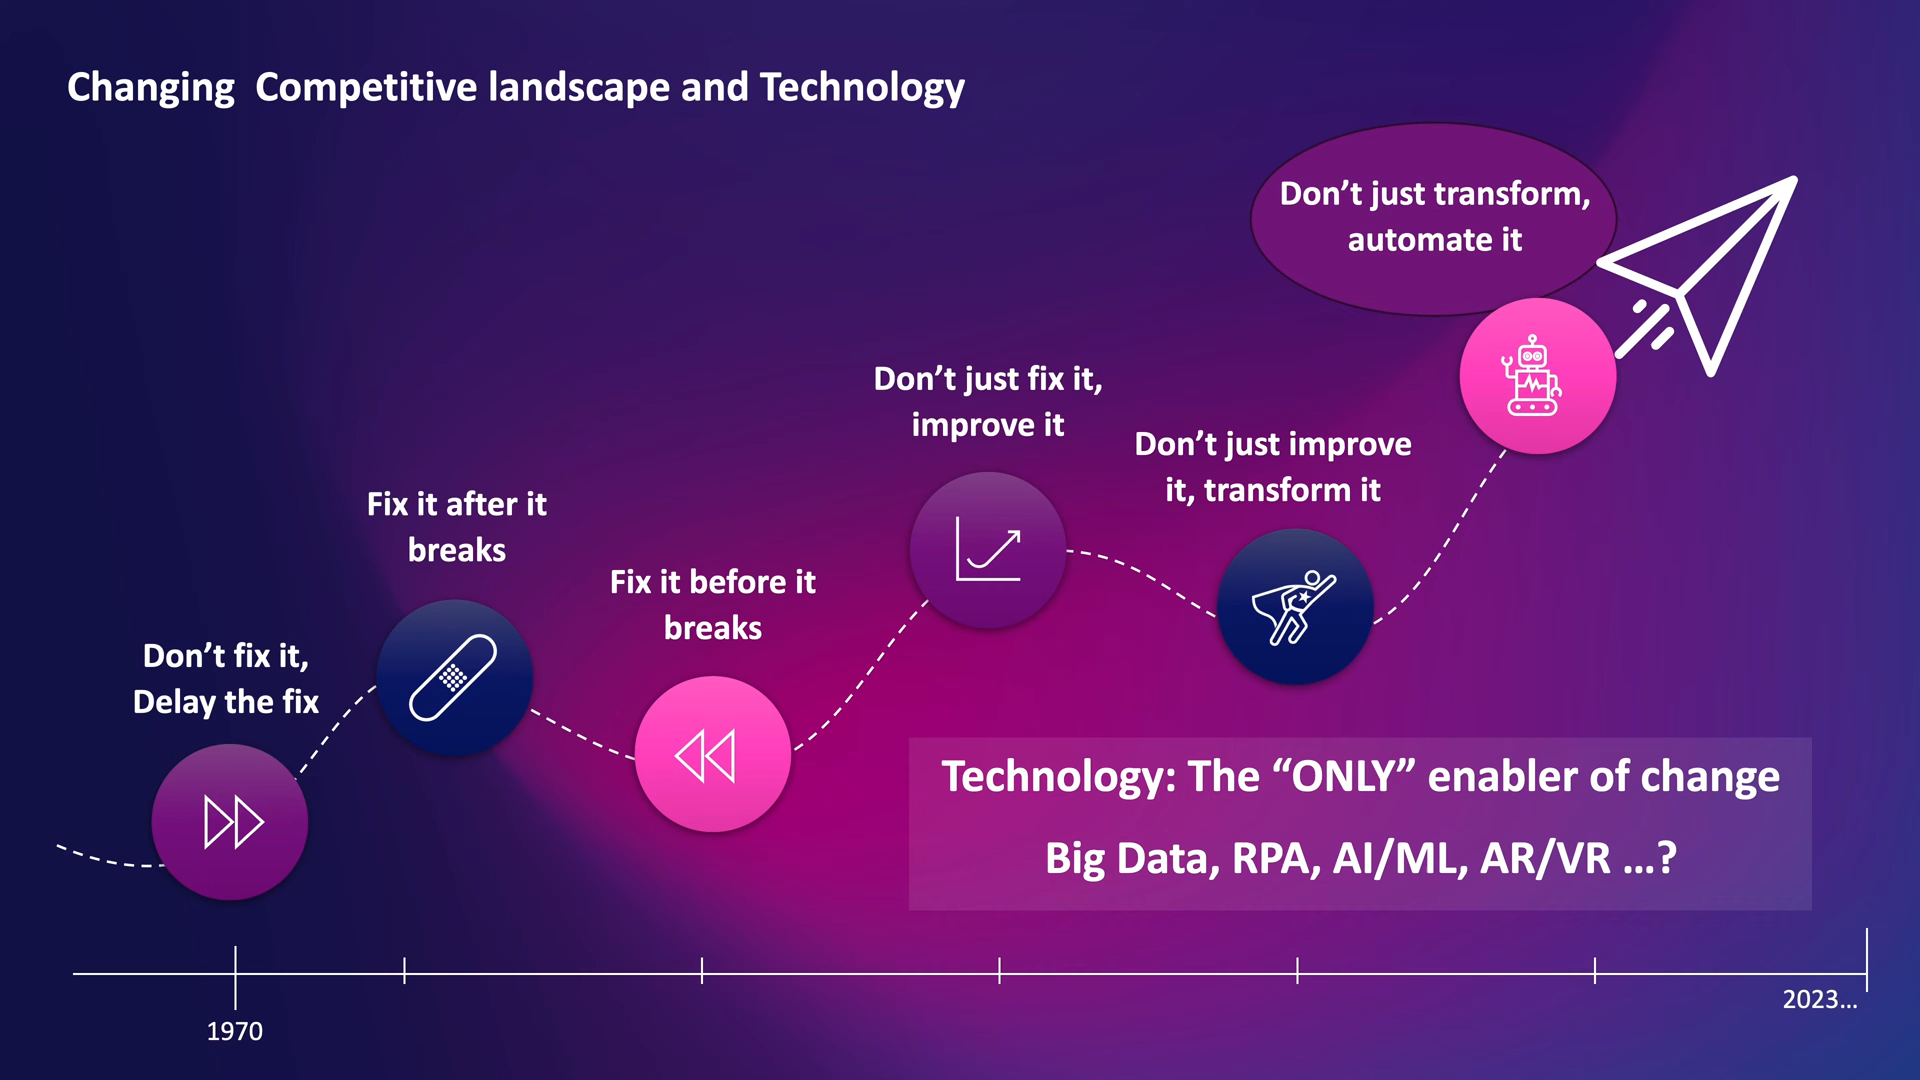 Changing  Competitive landscape and Technology
Don’t just transform,
automate it
Don’t just fix it,
improve it
Don’t just improve
it, transform it
Fix it after it
breaks
Fix it before it
breaks
Don’t fix it,
Delay the fix
Technology: The “ONLY” enabler of change
Big Data, RPA, AI/ML, AR/VR …?
1970
2023…